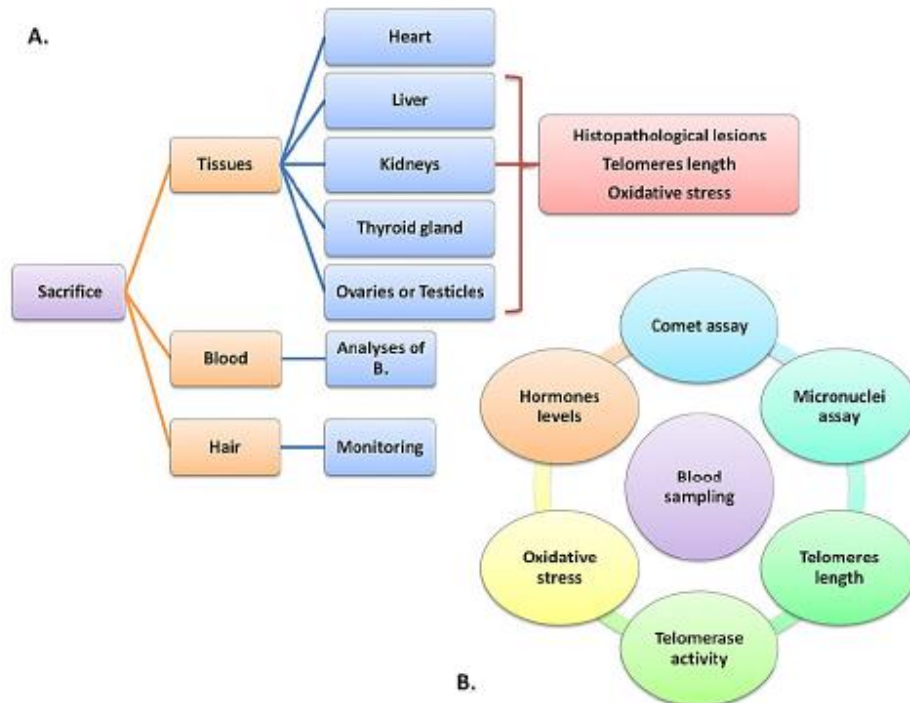 A.
Sacrifice
Tissues
Blood
Hair
Heart
Liver
Kidneys
Thyroid gland
Ovaries or Testicles
Analyses of
B.
Monitoring
Histopathological lesions
Telomeres length
Oxidative stress
Comet assay
Micronuclei
assay
Telomeres
length
Telomerase
activity
Oxidative
stress
Hormones
levels
Blood
sampling
B.